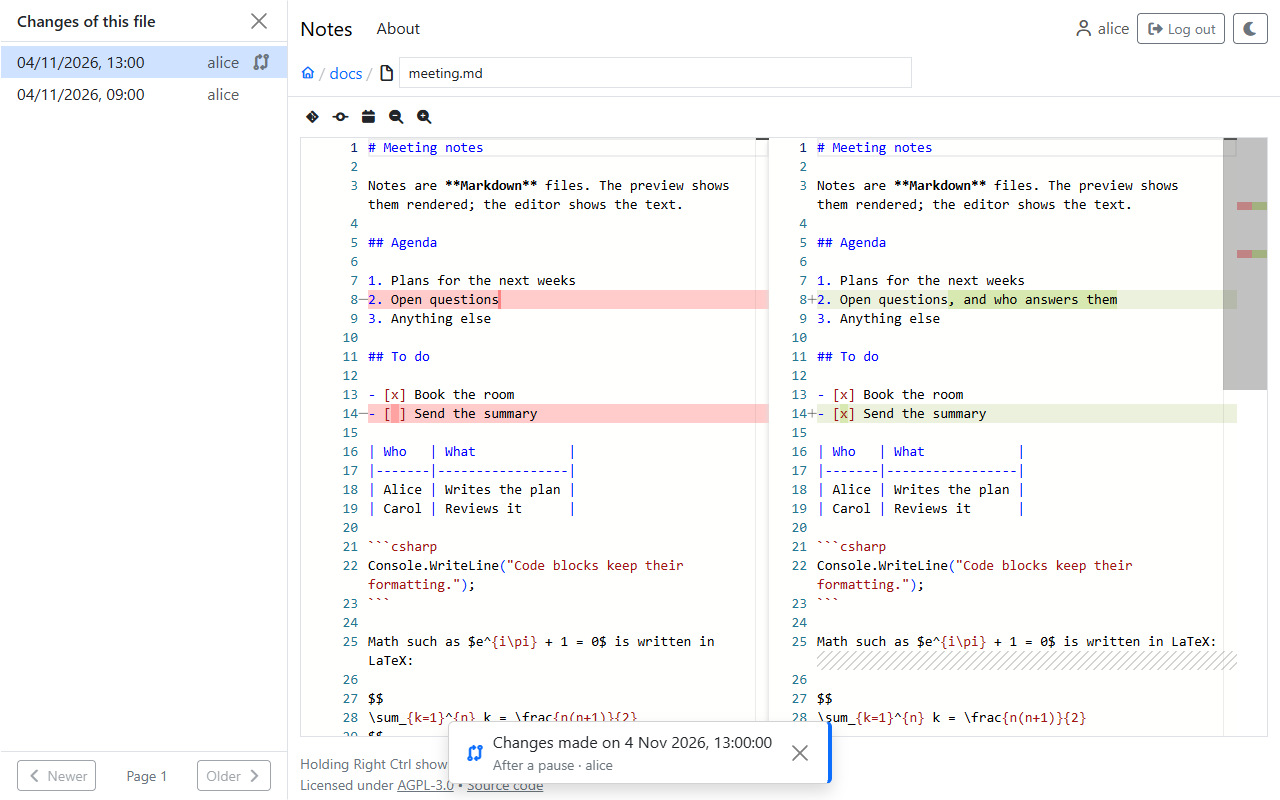 Changes of this file
04/11/2026, 13:00 alice
04/11/2026, 09:00 alice
Newer Page 1 Older
Notes About alice Log out
/ docs / meeting.md
1 # Meeting notes
2
3 Notes are **Markdown** files. The preview shows
them rendered; the editor shows the text.
4
5 ## Agenda
6
7 1. Plans for the next weeks
8 2. Open questions
9 3. Anything else
10
11 ## To do
12
13 - [x] Book the room
14 - [ ] Send the summary
15
16 | Who   | What            |
17 |-------|-----------------|
18 | Alice | Writes the plan |
19 | Carol | Reviews it      |
20
21 ```csharp
22 Console.WriteLine("Code blocks keep their
formatting.");
23 ```
24
25 Math such as $e^{i\pi} + 1 = 0$ is written in
LaTeX:
26
27 $$
28 \sum_{k=1}^{n} k = \frac{n(n+1)}{2}
29 $$
1 # Meeting notes
2
3 Notes are **Markdown** files. The preview shows
them rendered; the editor shows the text.
4
5 ## Agenda
6
7 1. Plans for the next weeks
8 2. Open questions, and who answers them
9 3. Anything else
10
11 ## To do
12
13 - [x] Book the room
14 - [x] Send the summary
15
16 | Who   | What            |
17 |-------|-----------------|
18 | Alice | Writes the plan |
19 | Carol | Reviews it      |
20
21 ```csharp
22 Console.WriteLine("Code blocks keep their
formatting.");
23 ```
24
25 Math such as $e^{i\pi} + 1 = 0$ is written in LaTeX:
26
27 $$
28 \sum_{k=1}^{n} k = \frac{n(n+1)}{2}
Changes made on 4 Nov 2026, 13:00:00
After a pause · alice
Holding Right Ctrl show
Licensed under AGPL-3.0 • Source code